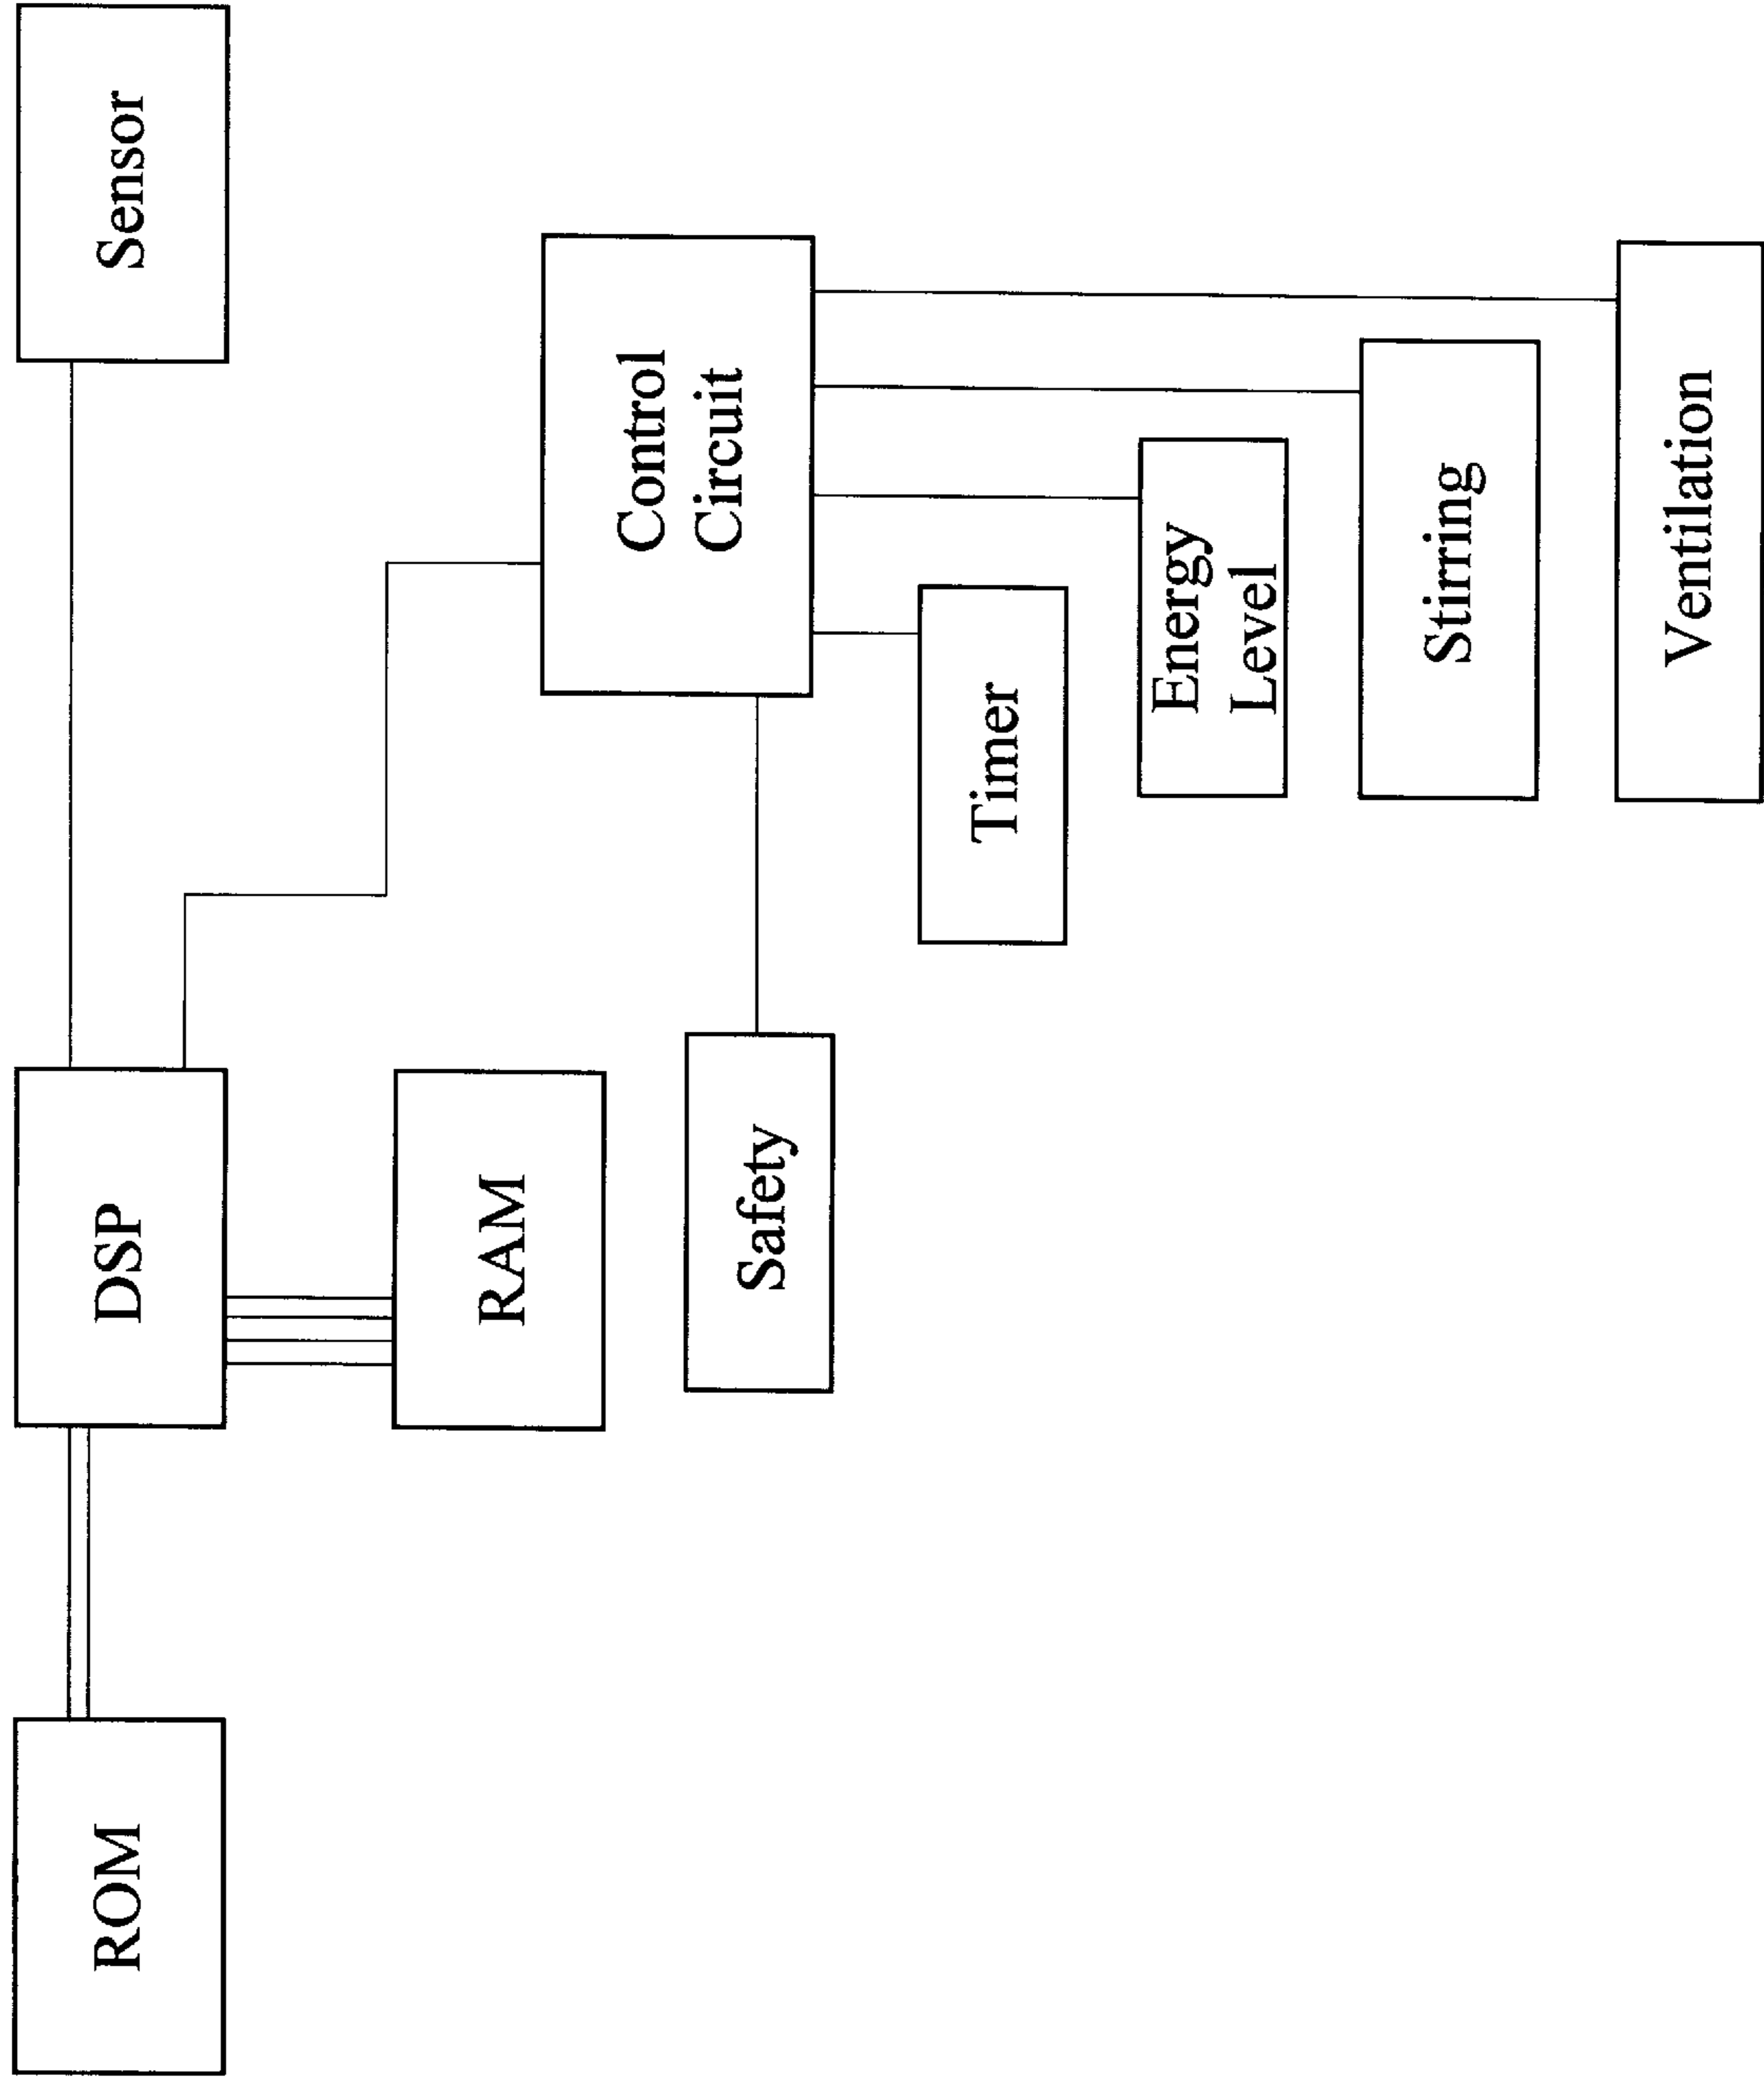 Sensor
DSP
ROM
RAM
Control
Circuit
Safety
Timer
Energy
Level
Stirring
Ventilation